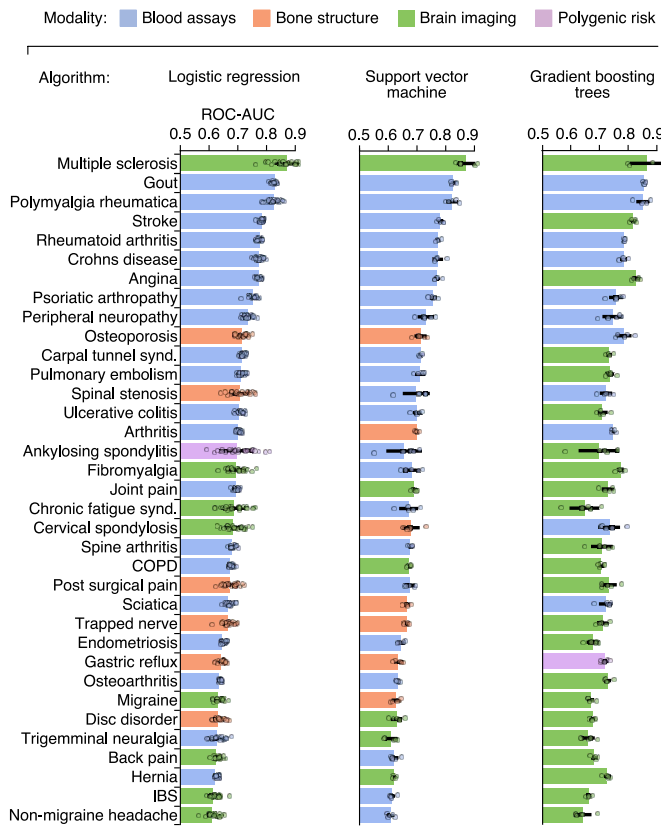 Modality: Blood assays Bone structure Brain imaging Polygenic risk
Algorithm: Logistic regression Support vector machine Gradient boosting trees
ROC-AUC
0.5 0.6 0.7 0.8 0.9 0.5 0.6 0.7 0.8 0.9 0.5 0.6 0.7 0.8 0.9
Multiple sclerosis
Gout
Polymyalgia rheumatica
Stroke
Rheumatoid arthritis
Crohns disease
Angina
Psoriatic arthropathy
Peripheral neuropathy
Osteoporosis
Carpal tunnel synd.
Pulmonary embolism
Spinal stenosis
Ulcerative colitis
Arthritis
Ankylosing spondylitis
Fibromyalgia
Joint pain
Chronic fatigue synd.
Cervical spondylosis
Spine arthritis
COPD
Post surgical pain
Sciatica
Trapped nerve
Endometriosis
Gastric reflux
Osteoarthritis
Migraine
Disc disorder
Trigemminal neuralgia
Back pain
Hernia
IBS
Non-migraine headache